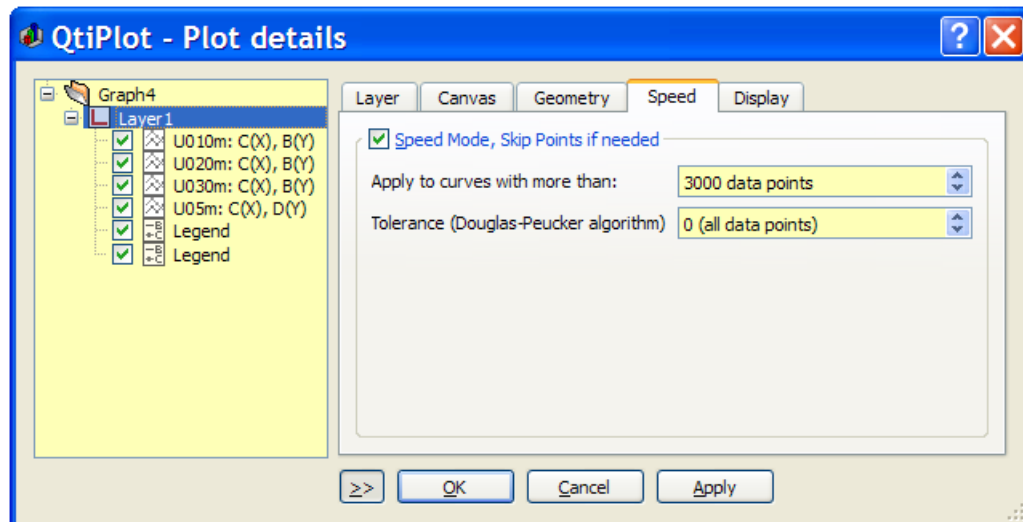 QtiPlot - Plot details
Graph4
Layer1
U010m: C(X), B(Y)
U020m: C(X), B(Y)
U030m: C(X), B(Y)
U05m: C(X), D(Y)
Legend
Legend
Layer Canvas Geometry Speed Display
Speed Mode, Skip Points if needed
Apply to curves with more than: 3000 data points
Tolerance (Douglas-Peucker algorithm) 0 (all data points)
>> OK Cancel Apply